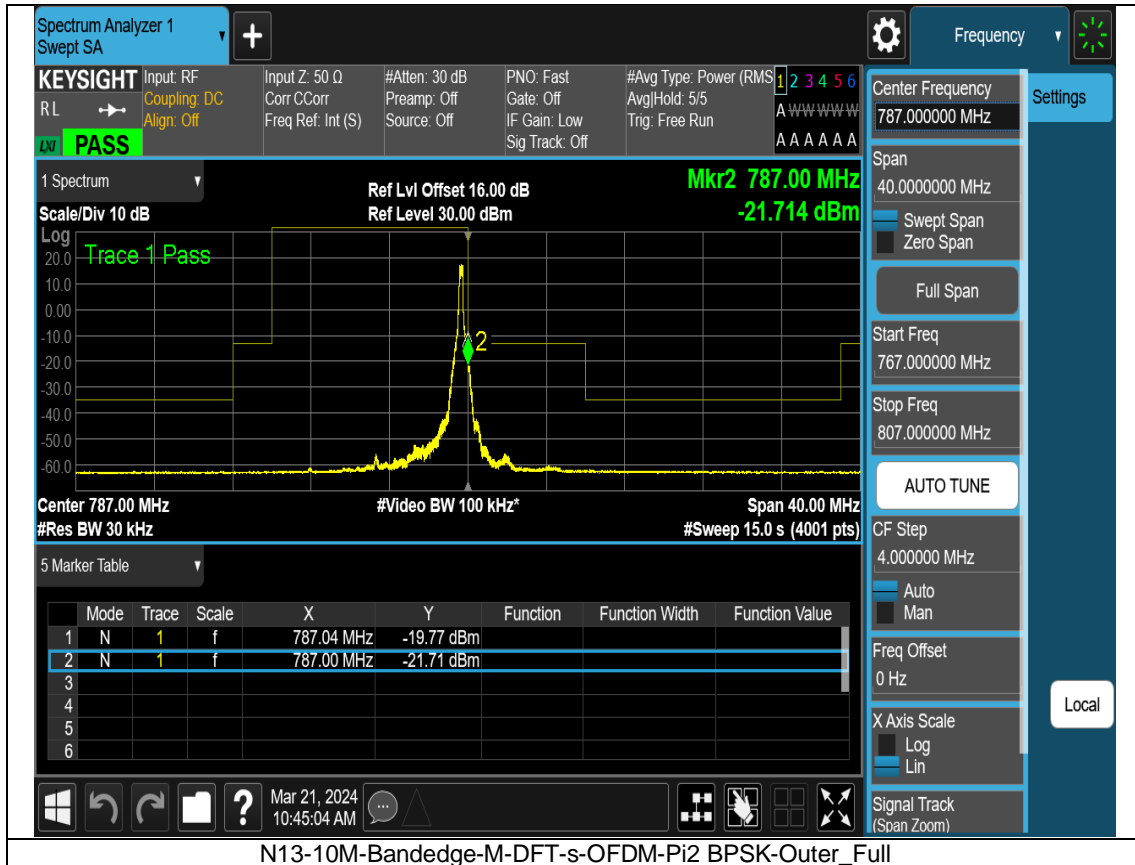 Spectrum Analyzer 1
Swept SA
+
Frequency
KEYSIGHT
Input: RF
Input Z: 50 Ω
#Atten: 30 dB
PNO: Fast
#Avg Type: Power (RMS
1 2 3 4 5 6
RL
Coupling: DC
Corr CCorr
Preamp: Off
Gate: Off
Avg|Hold: 5/5
A W W W W W
Align: Off
Freq Ref: Int (S)
Source: Off
IF Gain: Low
Trig: Free Run
LXI
PASS
Sig Track: Off
A A A A A A
Center Frequency
787.000000 MHz
Settings
Span
40.0000000 MHz
Swept Span
Zero Span
Full Span
Start Freq
767.000000 MHz
Stop Freq
807.000000 MHz
AUTO TUNE
CF Step
4.000000 MHz
Auto
Man
Freq Offset
0 Hz
X Axis Scale
Log
Lin
Signal Track
(Span Zoom)
Local
1 Spectrum
Ref Lvl Offset 16.00 dB
Mkr2 787.00 MHz
Scale/Div 10 dB
Ref Level 30.00 dBm
-21.714 dBm
Log
Trace 1 Pass
20.0
10.0
0.00
-10.0
2
-20.0
-30.0
-40.0
-50.0
-60.0
Center 787.00 MHz
#Video BW 100 kHz*
Span 40.00 MHz
#Res BW 30 kHz
#Sweep 15.0 s (4001 pts)
5 Marker Table
Mode Trace Scale X Y Function Function Width Function Value
1 N 1 f 787.04 MHz -19.77 dBm
2 N 1 f 787.00 MHz -21.71 dBm
3
4
5
6
?
Mar 21, 2024
10:45:04 AM
N13-10M-Bandedge-M-DFT-s-OFDM-Pi2 BPSK-Outer_Full